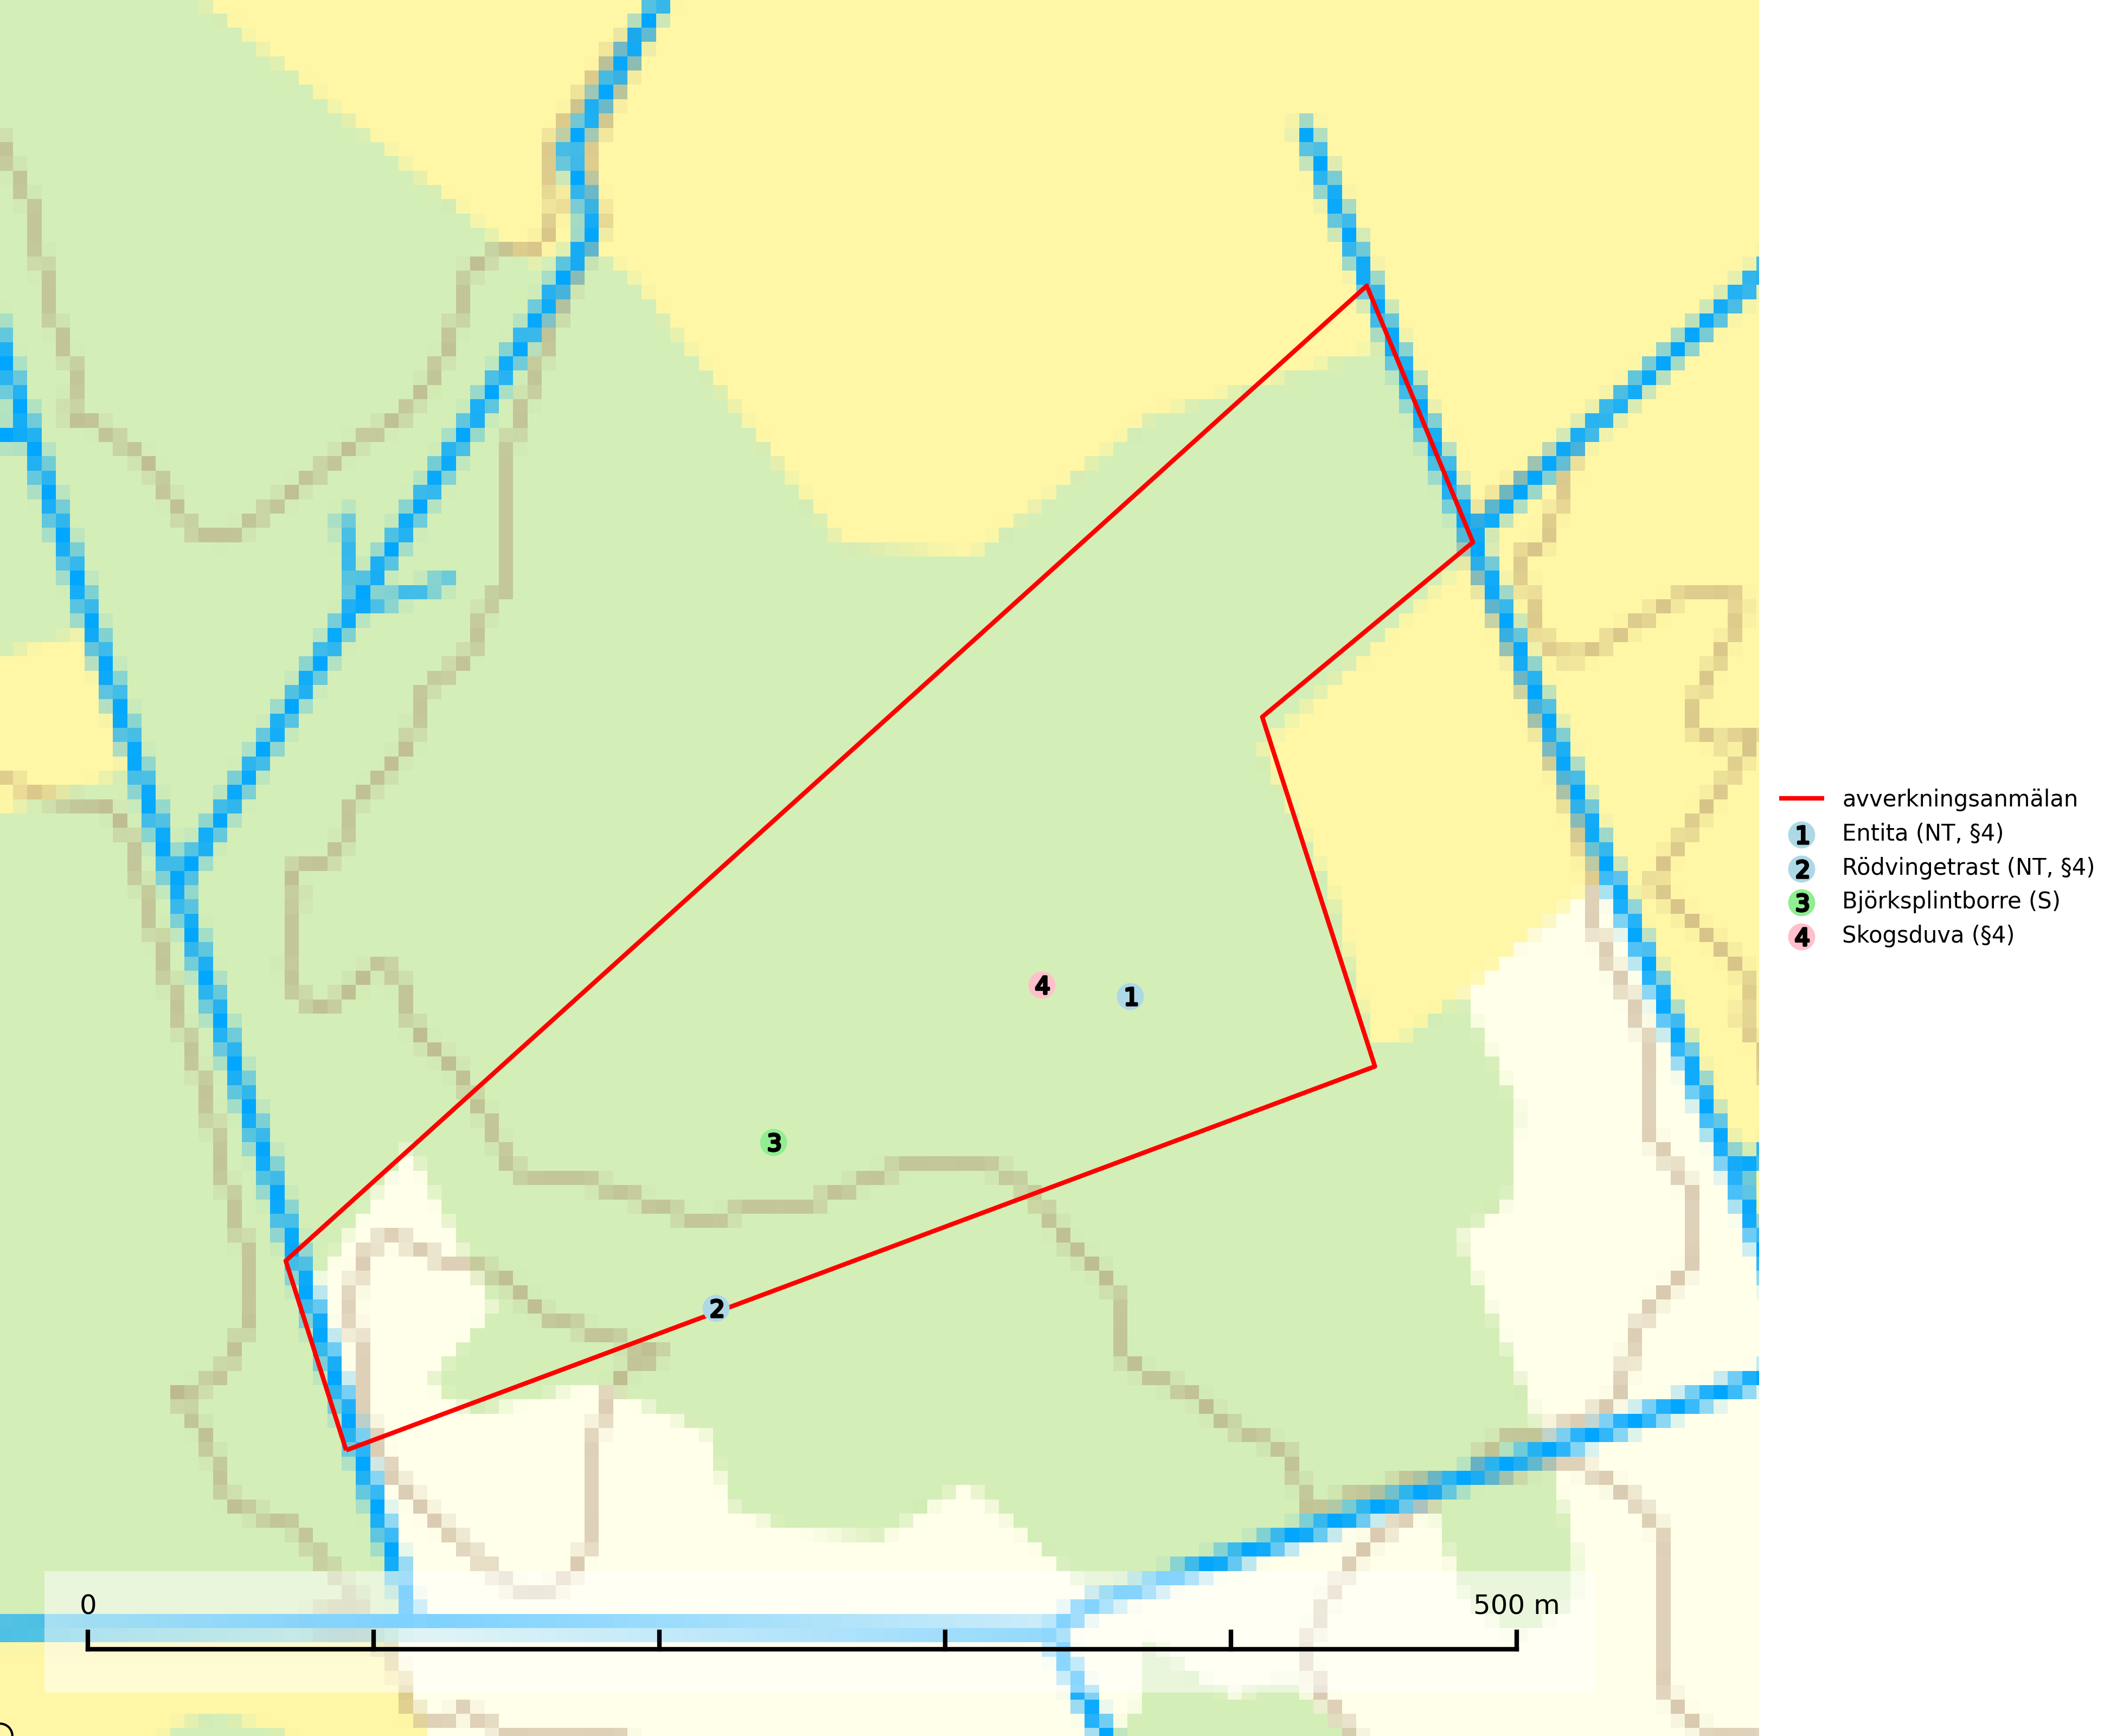 4
1
3
2
0
500 m
avverkningsanmälan
1 Entita (NT, §4)
2 Rödvingetrast (NT, §4)
3 Björksplintborre (S)
4 Skogsduva (§4)